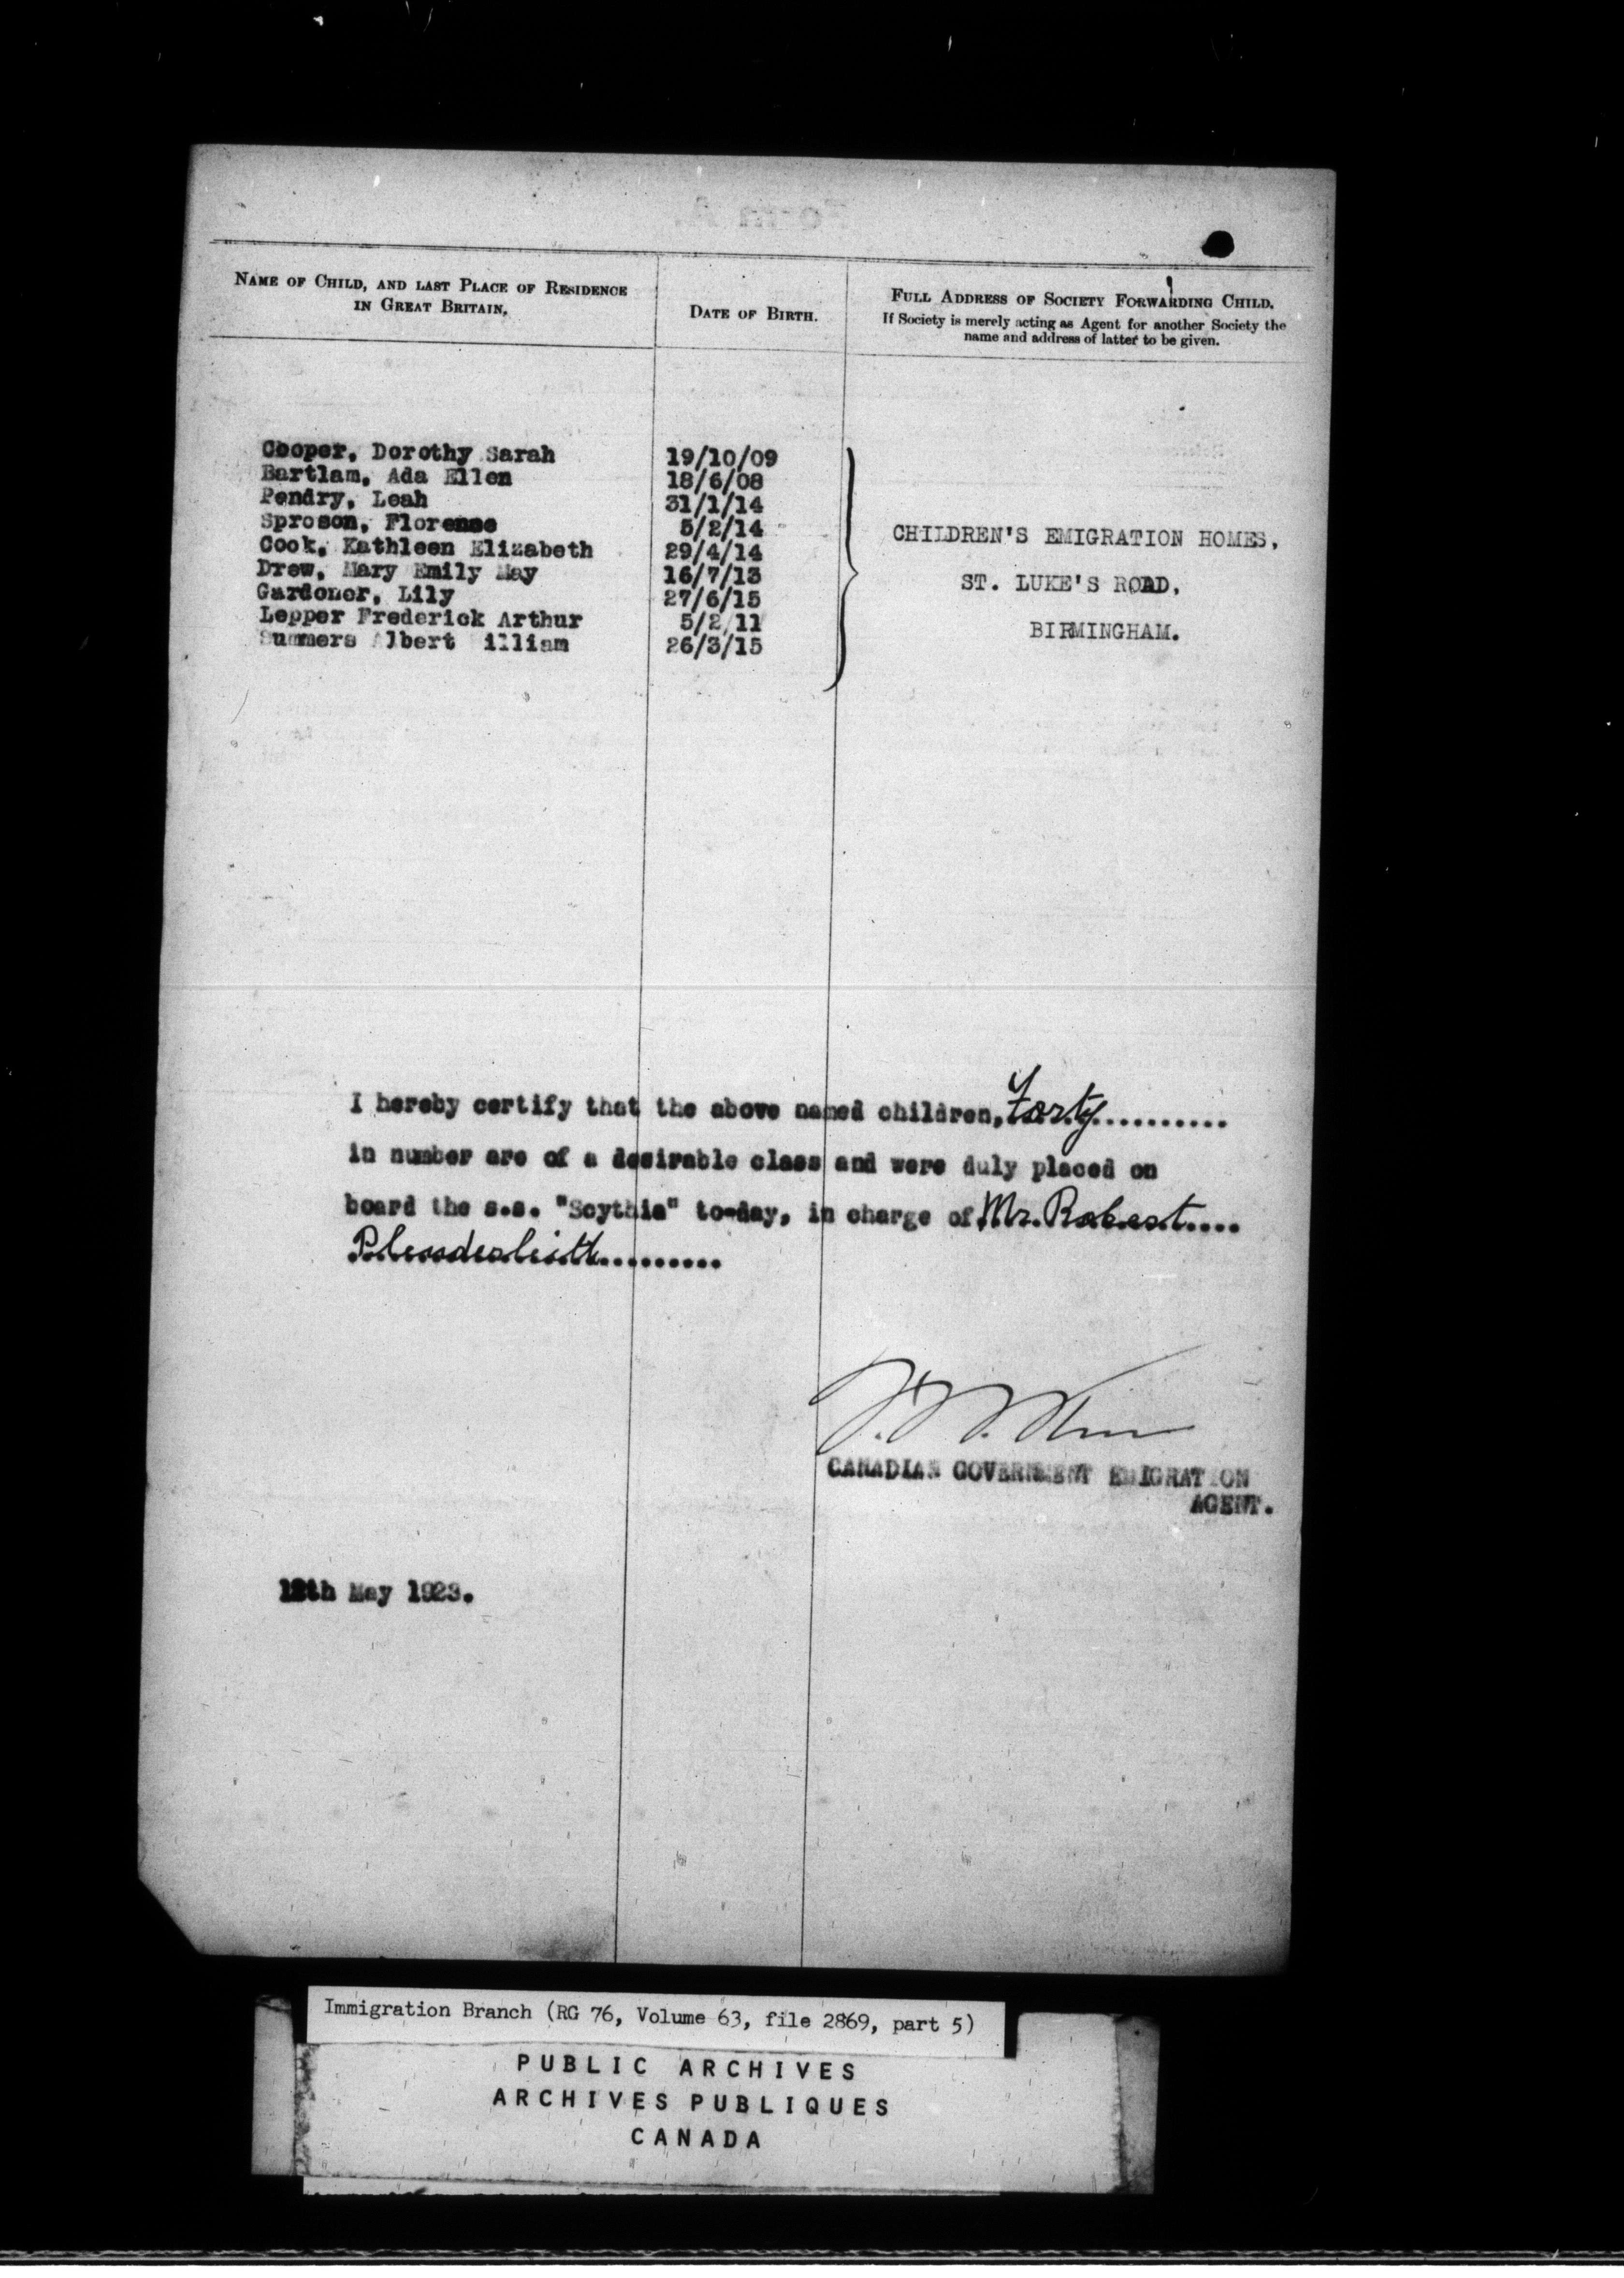 NAME OF CHILD, AND LAST PLACE OF RESIDENCE
IN GREAT BRITAIN.
DATE OF BIRTH.
FULL ADDRESS OF SOCIETY FORWARDING CHILD.
If Society is merely acting as Agent for another Society the
name and address of latter to be given.
Cooper, Dorothy Sarah 19/10/09
Bartlam, Ada Ellen 18/6/08
Pendry, Leah 31/1/14
Sproson, Florence 5/2/14
Cook, Kathleen Elizabeth 29/4/14
Drew, Mary Emily May 16/7/13
Gardoner, Lily 27/6/15
Lepper Frederick Arthur 5/2/11
Summers Albert illiam 26/3/15
CHILDREN'S EMIGRATION HOMES,
ST. LUKE'S ROAD,
BIRMINGHAM.
I hereby certify that the above named children, Forty..........
in number are of a desirable class and were duly placed on
board the s.s. "Scythia" to-day, in charge of Mr. Robert....
Plenderleith.........
CANADIAN GOVERNMENT EMIGRATION
AGENT.
12th May 1923.
Immigration Branch (RG 76, Volume 63, file 2869, part 5)
PUBLIC ARCHIVES
ARCHIVES PUBLIQUES
CANADA